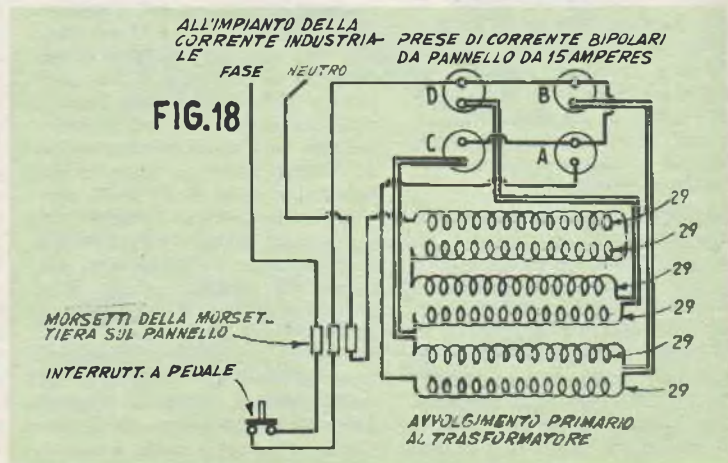 ALL'IMPIANTO DELLA
CORRENTE INDUSTRIA-
LE
FASE
NEUTRO
PRESE DI CORRENTE BIPOLARI
DA PANNELLO DA 15 AMPERES
FIG.18
D
B
C
A
29
29
29
29
29
29
MORSETTI DELLA MORSET-
TIERA SUL PANNELLO
INTERRUTT. A PEDALE
AVVOLGIMENTO PRIMARIO
AL TRASFORMATORE